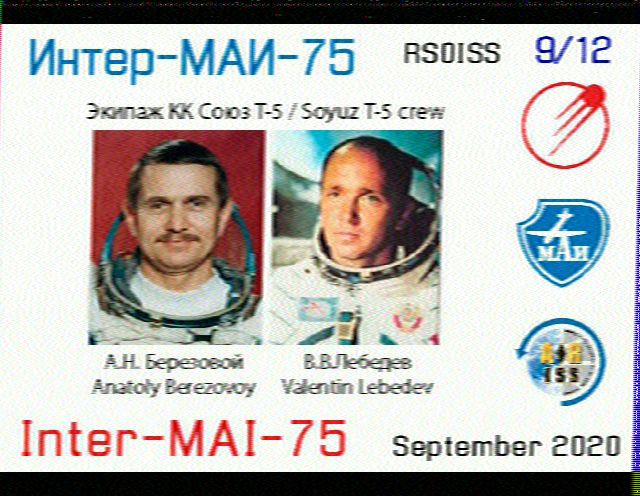 Интер-МАИ-75 RS0ISS 9/12
Экипаж КК Союз Т-5 / Soyuz T-5 crew
МАИ
А.Н. Березовой В.В.Лебедев
Anatoly Berezovoy Valentin Lebedev
ISS
Inter-MAI-75 September 2020